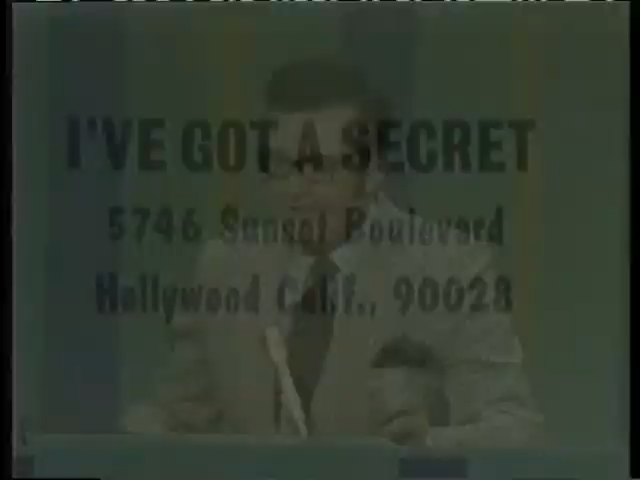 I'VE GOT A SECRET
5746 Sunset Boulevard
Hollywood Calif., 90028